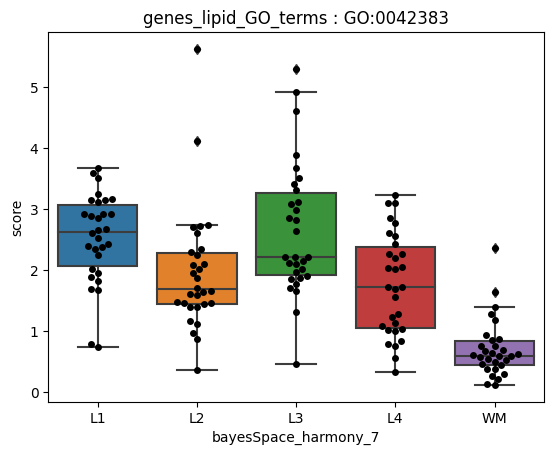 genes_lipid_GO_terms : GO:0042383
score
5
4
3
2
1
0
L1 L2 L3 L4 WM
bayesSpace_harmony_7